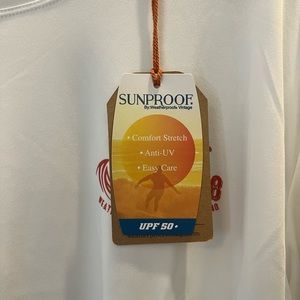 SUNPROOF.
By Weatherproof Vintage
• Comfort Stretch
• Anti-UV
• Easy Care
UPF 50+